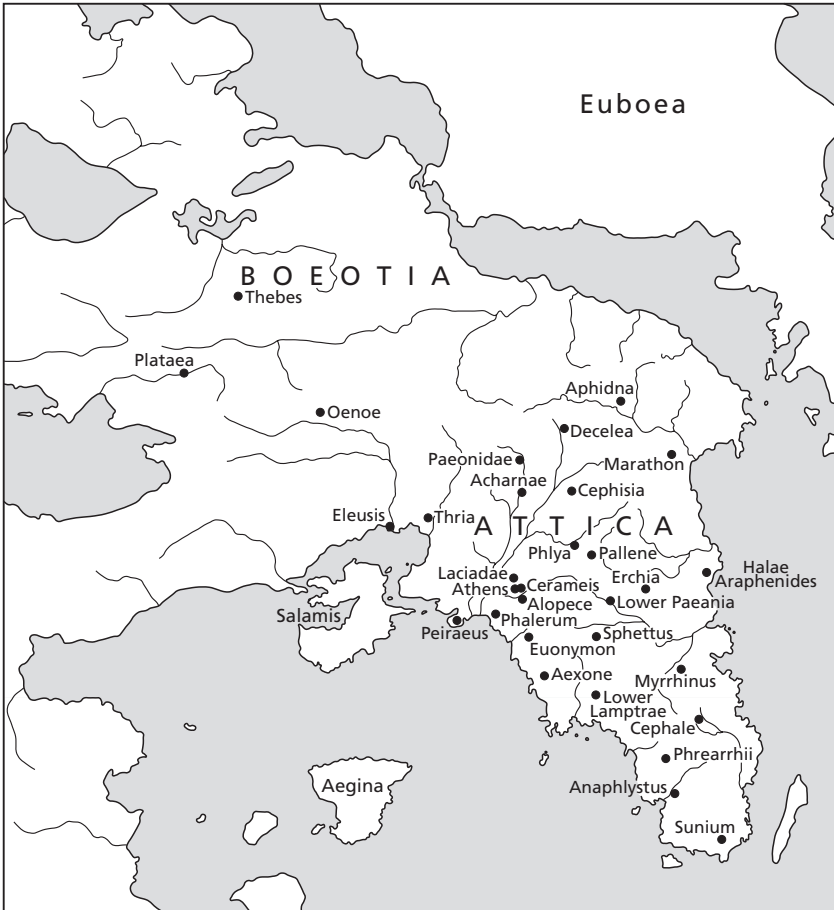 Euboea
BOEOTIA
Thebes
Plataea
Aphidna
Oenoe
Decelea
Paeonidae
Marathon
Acharnae
Cephisia
Eleusis
Thria
ATTICA
Phlya
Pallene
Halae
Araphenides
Laciadae
Erchia
Athens
Cerameis
Alopece
Lower Paeania
Salamis
Phalerum
Peiraeus
Sphettus
Euonymon
Aexone
Myrrhinus
Lower
Lamptrae
Cephale
Phrearrhii
Aegina
Anaphlystus
Sunium